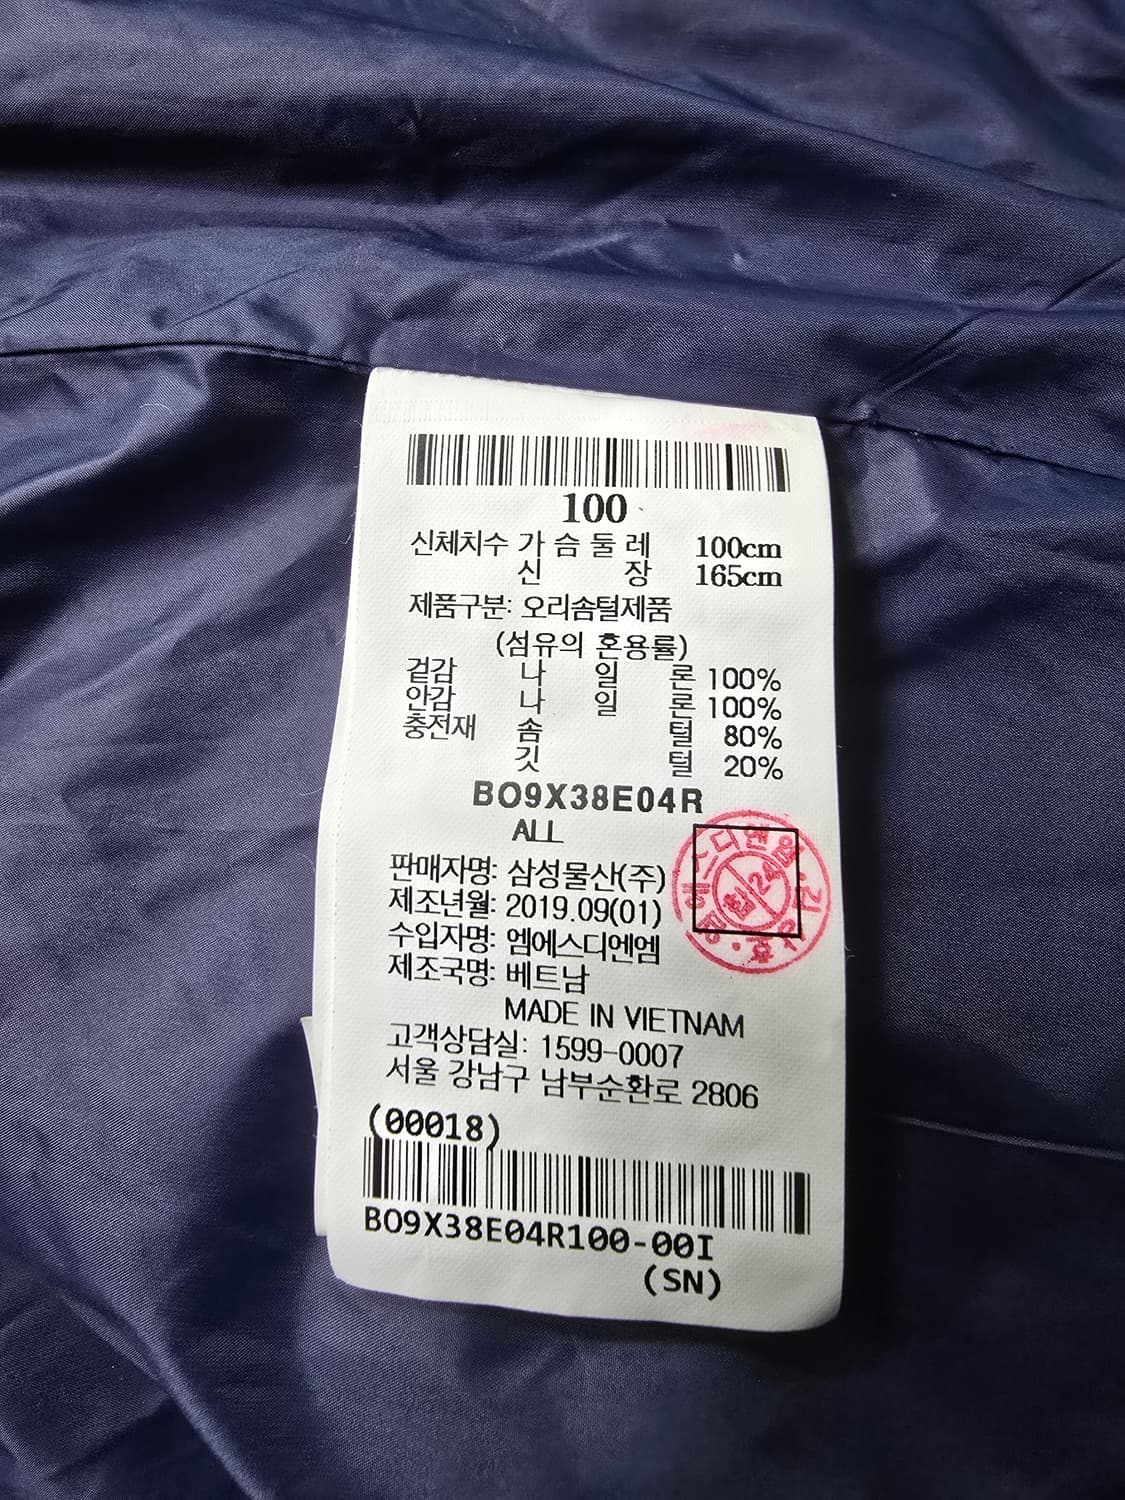 100
신체치수 가슴둘레 100cm
신장 165cm
제품구분: 오리솜털제품
(섬유의 혼용률)
겉감 나일론 100%
안감 나일론 100%
충전재 솜털 80%
깃털 20%
BO9X38E04R
ALL
판매자명: 삼성물산(주)
제조년월: 2019.09(01)
수입자명: 엠에스디엔엠
제조국명: 베트남
MADE IN VIETNAM
고객상담실: 1599-0007
서울 강남구 남부순환로 2806
(00018)
BO9X38E04R100-00I
(SN)